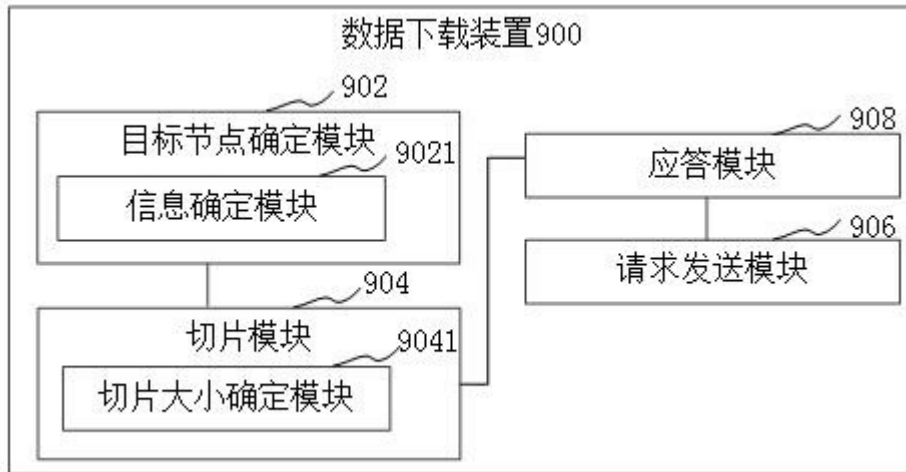 数据下载装置900
902
目标节点确定模块
9021
信息确定模块
904
切片模块
9041
切片大小确定模块
908
应答模块
906
请求发送模块